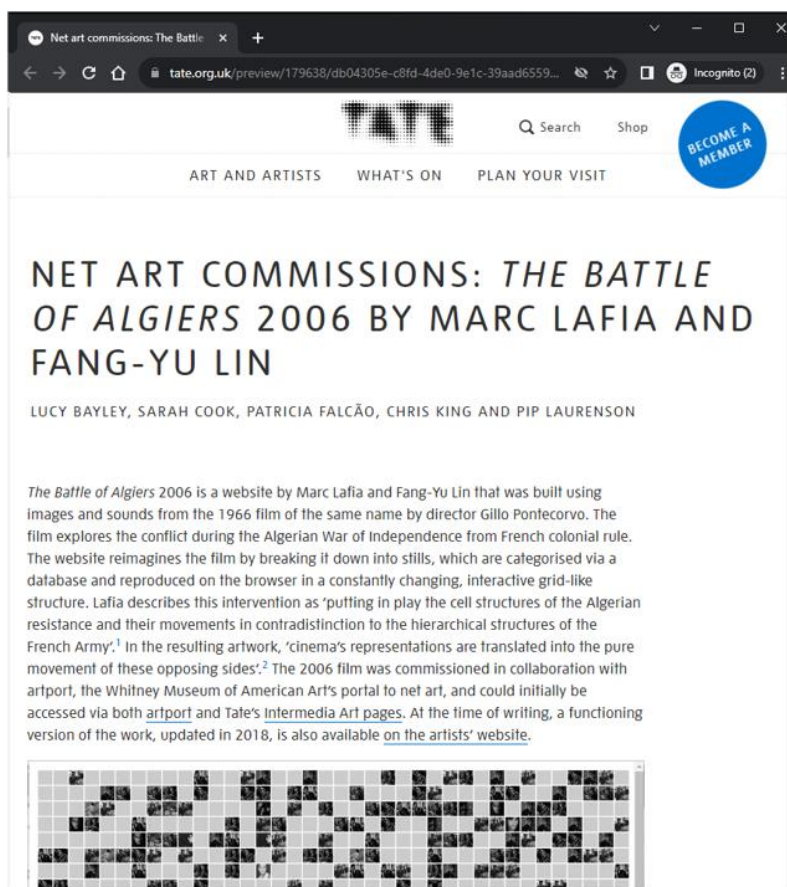 Net art commissions: The Battle
tate.org.uk/preview/179638/db04305e-c8fd-4de0-9e1c-39aad6559...
Incognito (2)
TATE
Search
Shop
BECOME A
MEMBER
ART AND ARTISTS
WHAT'S ON
PLAN YOUR VISIT
NET ART COMMISSIONS: THE BATTLE
OF ALGIERS 2006 BY MARC LAFIA AND
FANG-YU LIN
LUCY BAYLEY, SARAH COOK, PATRICIA FALCÃO, CHRIS KING AND PIP LAURENSON
The Battle of Algiers 2006 is a website by Marc Lafia and Fang-Yu Lin that was built using
images and sounds from the 1966 film of the same name by director Gillo Pontecorvo. The
film explores the conflict during the Algerian War of Independence from French colonial rule.
The website reimagines the film by breaking it down into stills, which are categorised via a
database and reproduced on the browser in a constantly changing, interactive grid-like
structure. Lafia describes this intervention as 'putting in play the cell structures of the Algerian
resistance and their movements in contradistinction to the hierarchical structures of the
French Army'.1 In the resulting artwork, 'cinema's representations are translated into the pure
movement of these opposing sides'.2 The 2006 film was commissioned in collaboration with
artport, the Whitney Museum of American Art's portal to net art, and could initially be
accessed via both artport and Tate's Intermedia Art pages. At the time of writing, a functioning
version of the work, updated in 2018, is also available on the artists' website.